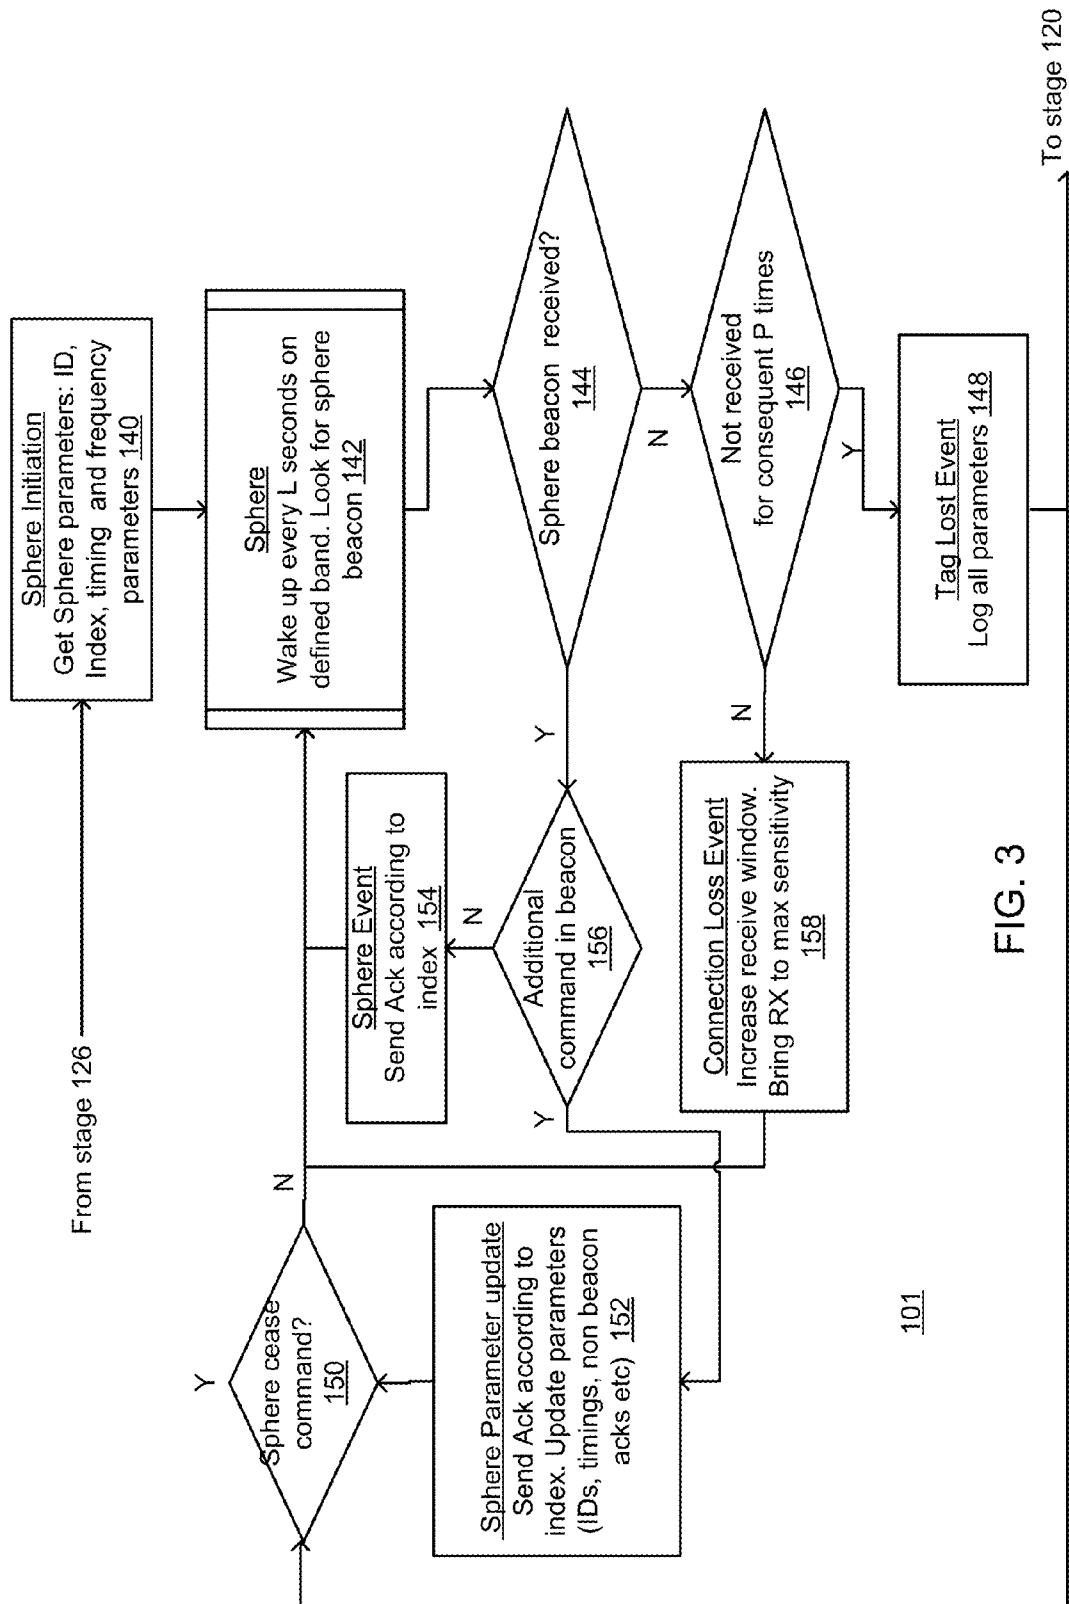 From stage 126
Sphere Initiation
Get Sphere parameters: ID,
Index, timing and frequency
parameters 140
Sphere
Wake up every L seconds on
defined band. Look for sphere
beacon 142
Sphere beacon received?
144
Y
N
Not received
for consequent P times
146
N
Y
Tag Lost Event
Log all parameters 148
Sphere Event
Send Ack according to
index 154
N
Additional
command in beacon
156
Y
Connection Loss Event
Increase receive window.
Bring RX to max sensitivity
158
N
Y
Sphere cease
command?
150
Sphere Parameter update
Send Ack according to
index. Update parameters
(IDs, timings, non beacon
acks etc) 152
To stage 120
101
FIG. 3